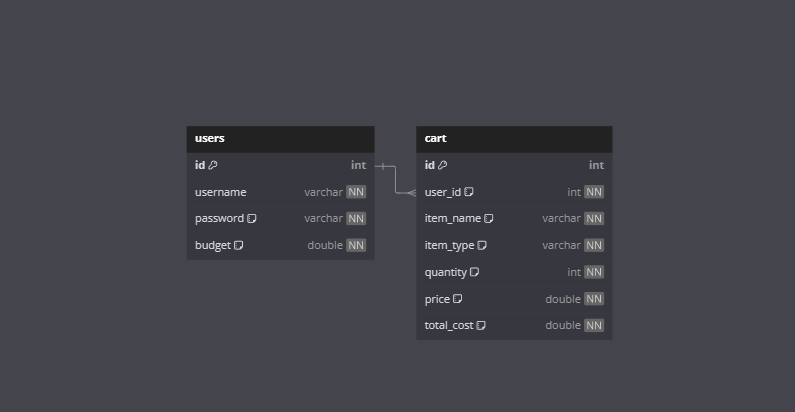 users
id int
username varchar NN
password varchar NN
budget double NN
cart
id int
user_id int NN
item_name varchar NN
item_type varchar NN
quantity int NN
price double NN
total_cost double NN